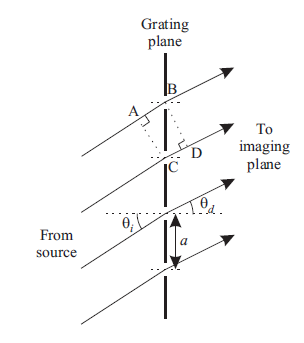 Grating
plane
B
A
D
C
To
imaging
plane
θi
θd
From
source
a